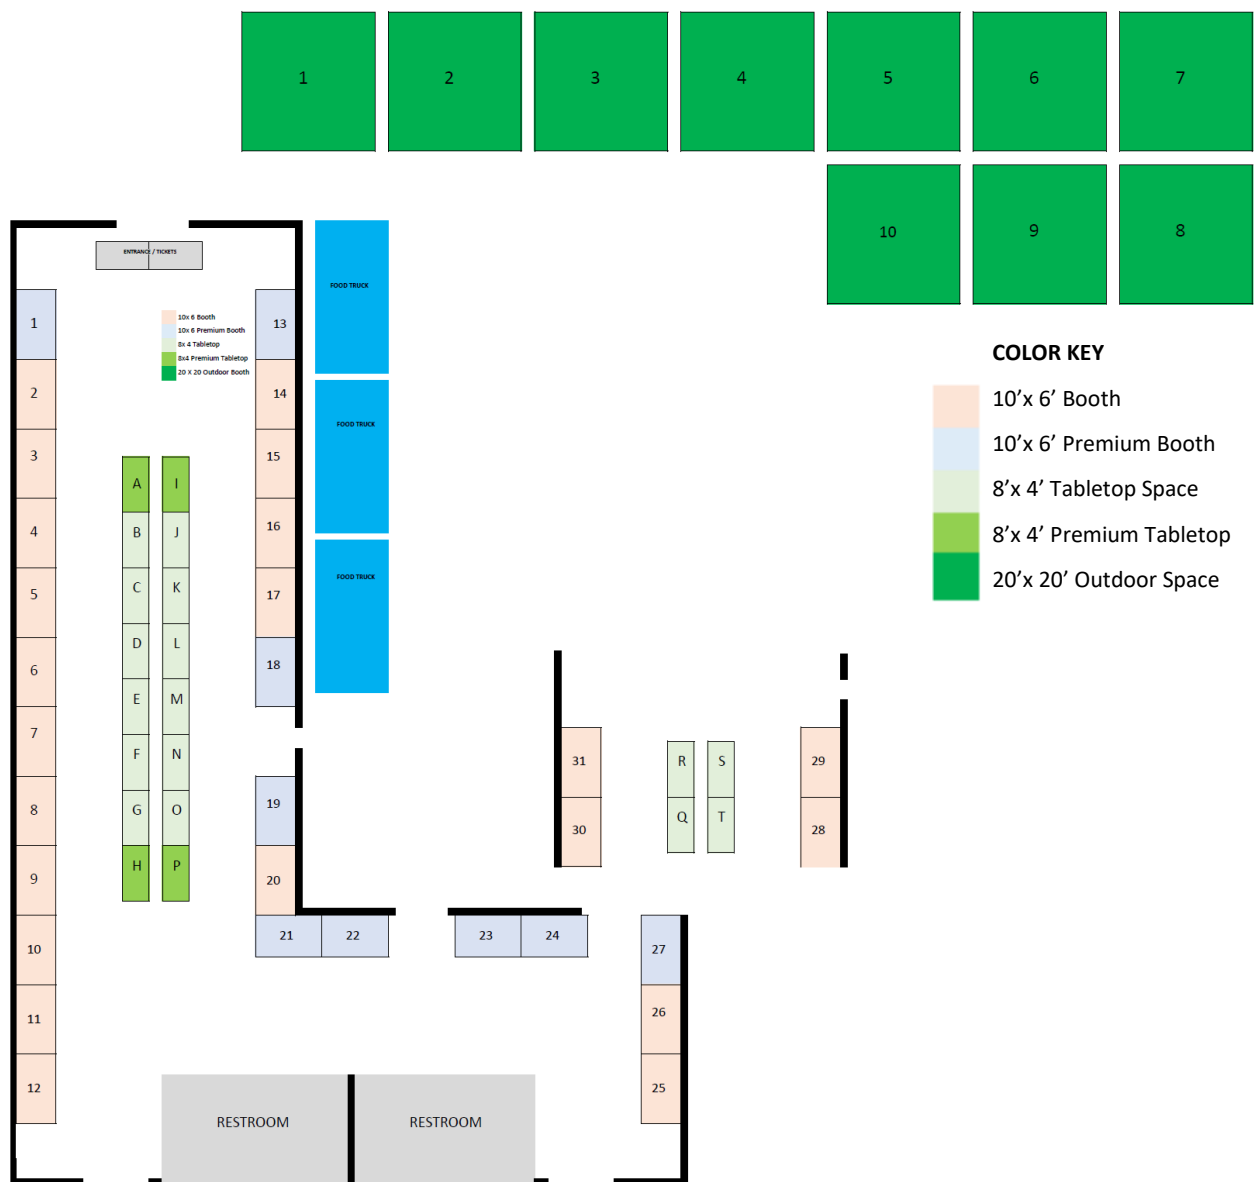 1
2
3
4
5
6
7
10
9
8
ENTRANCE / TICKETS
FOOD TRUCK
FOOD TRUCK
FOOD TRUCK
10x 6 Booth
10x 6 Premium Booth
8x 4 Tabletop
8x4 Premium Tabletop
20 X 20 Outdoor Booth
COLOR KEY
10’x 6’ Booth
10’x 6’ Premium Booth
8’x 4’ Tabletop Space
8’x 4’ Premium Tabletop
20’x 20’ Outdoor Space
1
2
3
4
5
6
7
8
9
10
11
12
A
B
C
D
E
F
G
H
I
J
K
L
M
N
O
P
13
14
15
16
17
18
19
20
21
22
23
24
31
30
R
S
Q
T
29
28
27
26
25
RESTROOM
RESTROOM